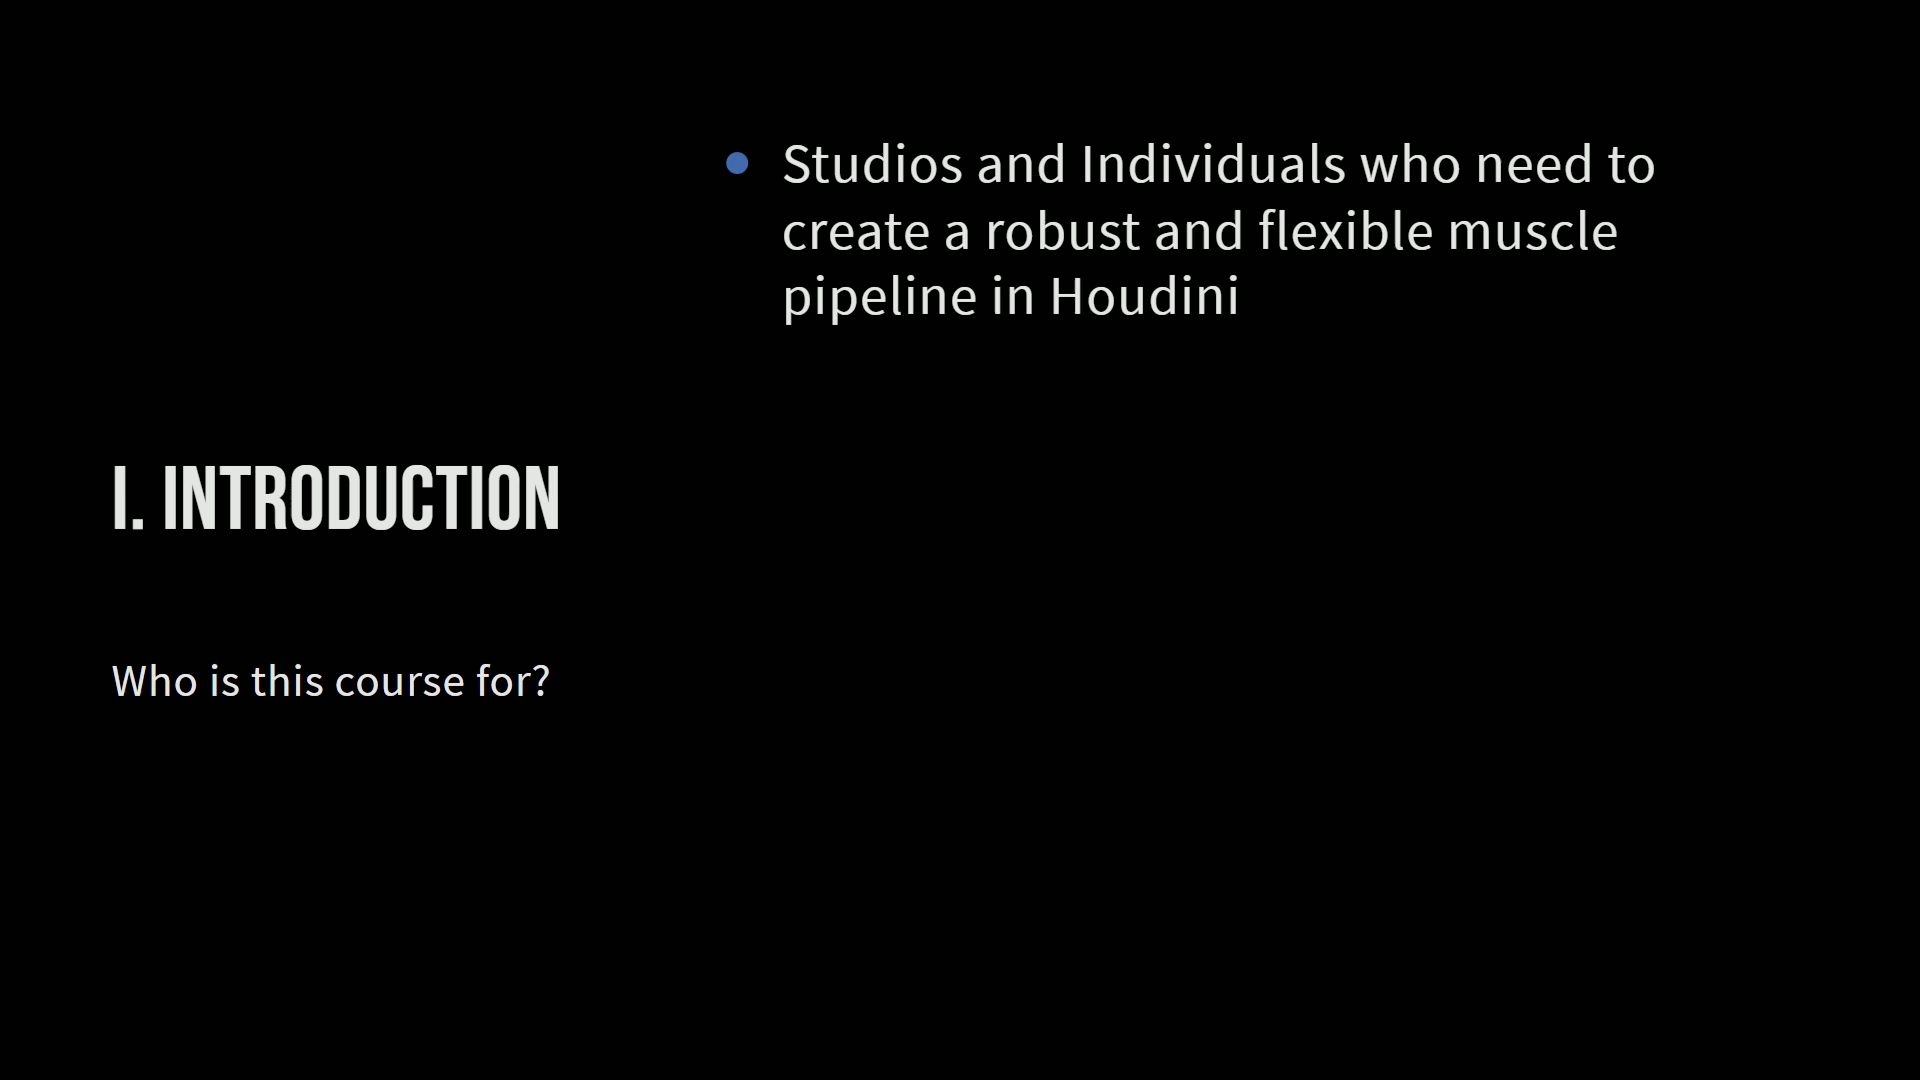 I. INTRODUCTION
Who is this course for?
Studios and Individuals who need to
create a robust and flexible muscle
pipeline in Houdini